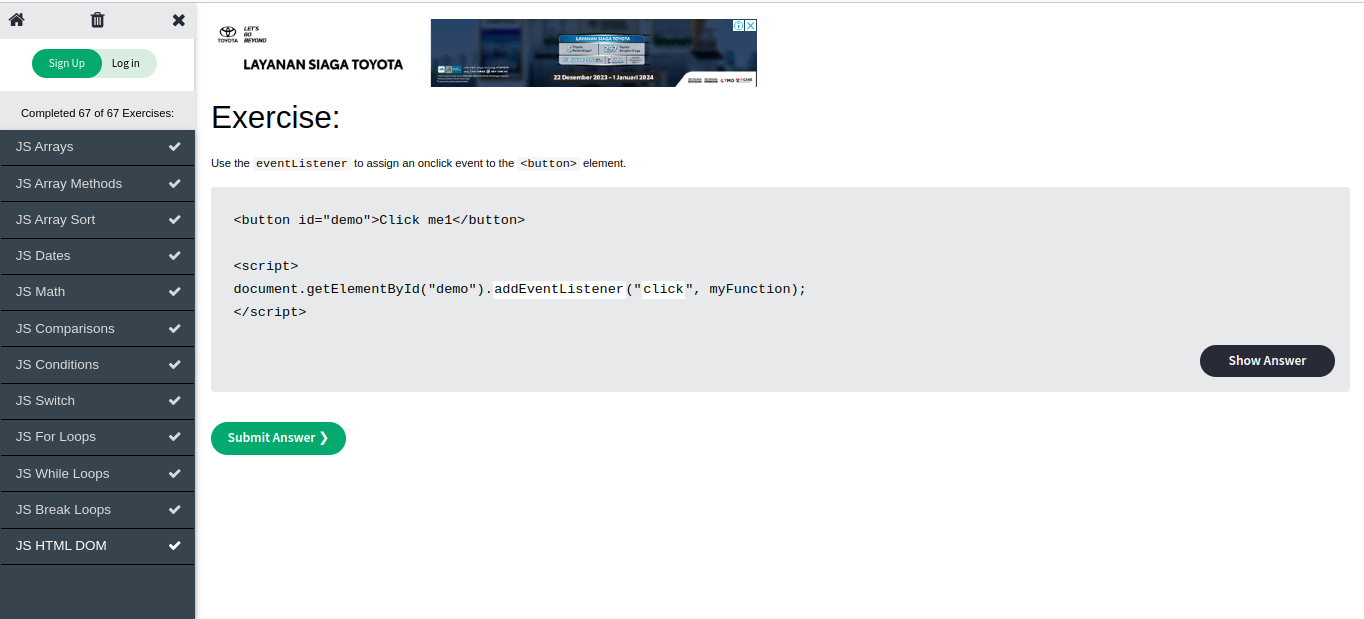 Sign Up
Log in
Completed 67 of 67 Exercises:
JS Arrays
JS Array Methods
JS Array Sort
JS Dates
JS Math
JS Comparisons
JS Conditions
JS Switch
JS For Loops
JS While Loops
JS Break Loops
JS HTML DOM
TOYOTA
LET'S
GO
BEYOND
LAYANAN SIAGA TOYOTA
LAYANAN SIAGA TOYOTA
22 Desember 2023 - 1 Januari 2024
Exercise:
Use the eventListener to assign an onclick event to the <button> element.
<button id="demo">Click me1</button>
<script>
document.getElementById("demo").addEventListener("click", myFunction);
</script>
Show Answer
Submit Answer ❯